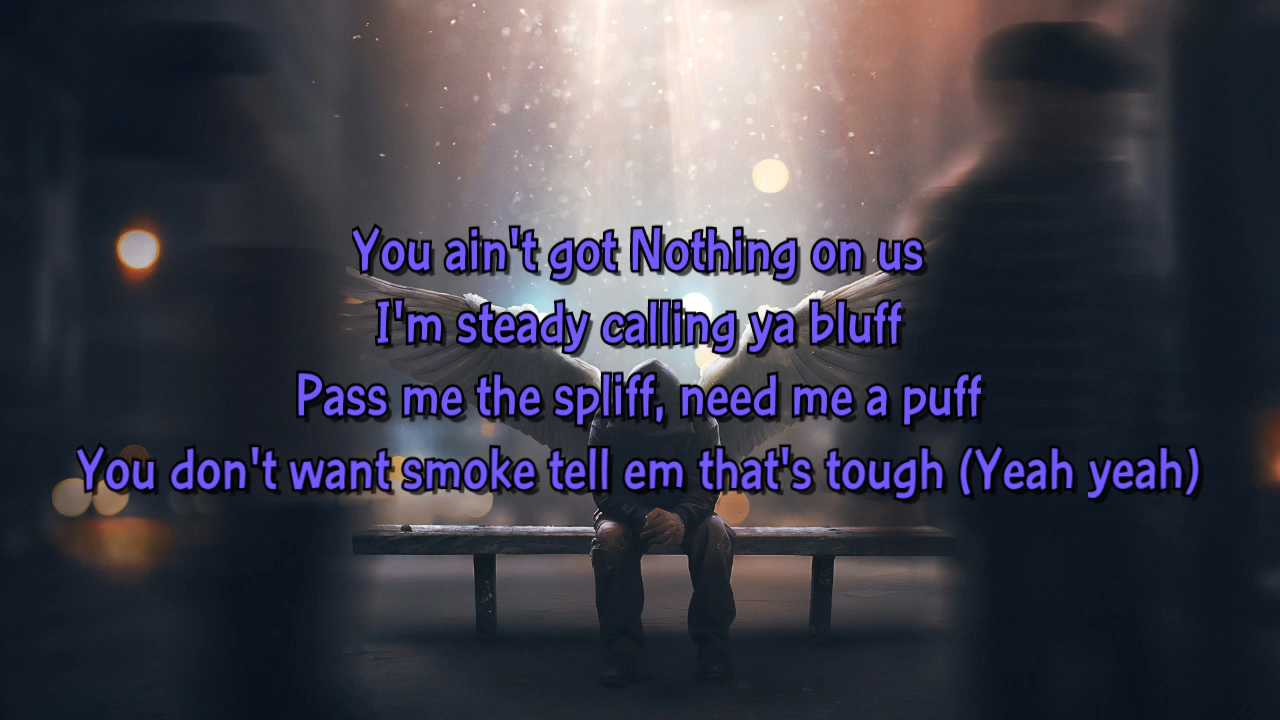 You ain't got Nothing on us
I'm steady calling ya bluff
Pass me the spliff, need me a puff
You don't want smoke tell em that's tough (Yeah yeah)